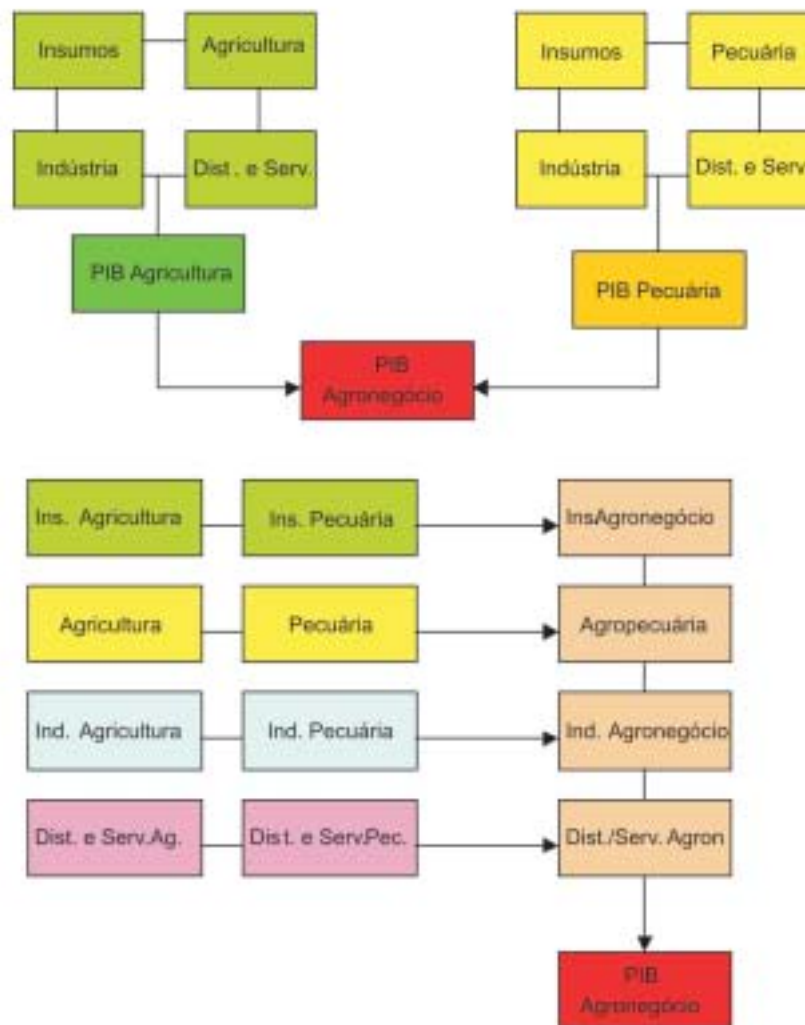 Insumos
Agricultura
Insumos
Pecuária
Indústria
Dist . e Serv.
Indústria
Dist. e Serv
PIB Agricultura
PIB Pecuária
PIB
Agronegócio
Ins. Agricultura
Ins. Pecuária
InsAgronegócio
Agricultura
Pecuária
Agropecuária
Ind. Agricultura
Ind. Pecuária
Ind. Agronegócio
Dist. e Serv.Ag.
Dist. e Serv.Pec.
Dist./Serv. Agron
PIB
Agronegócio